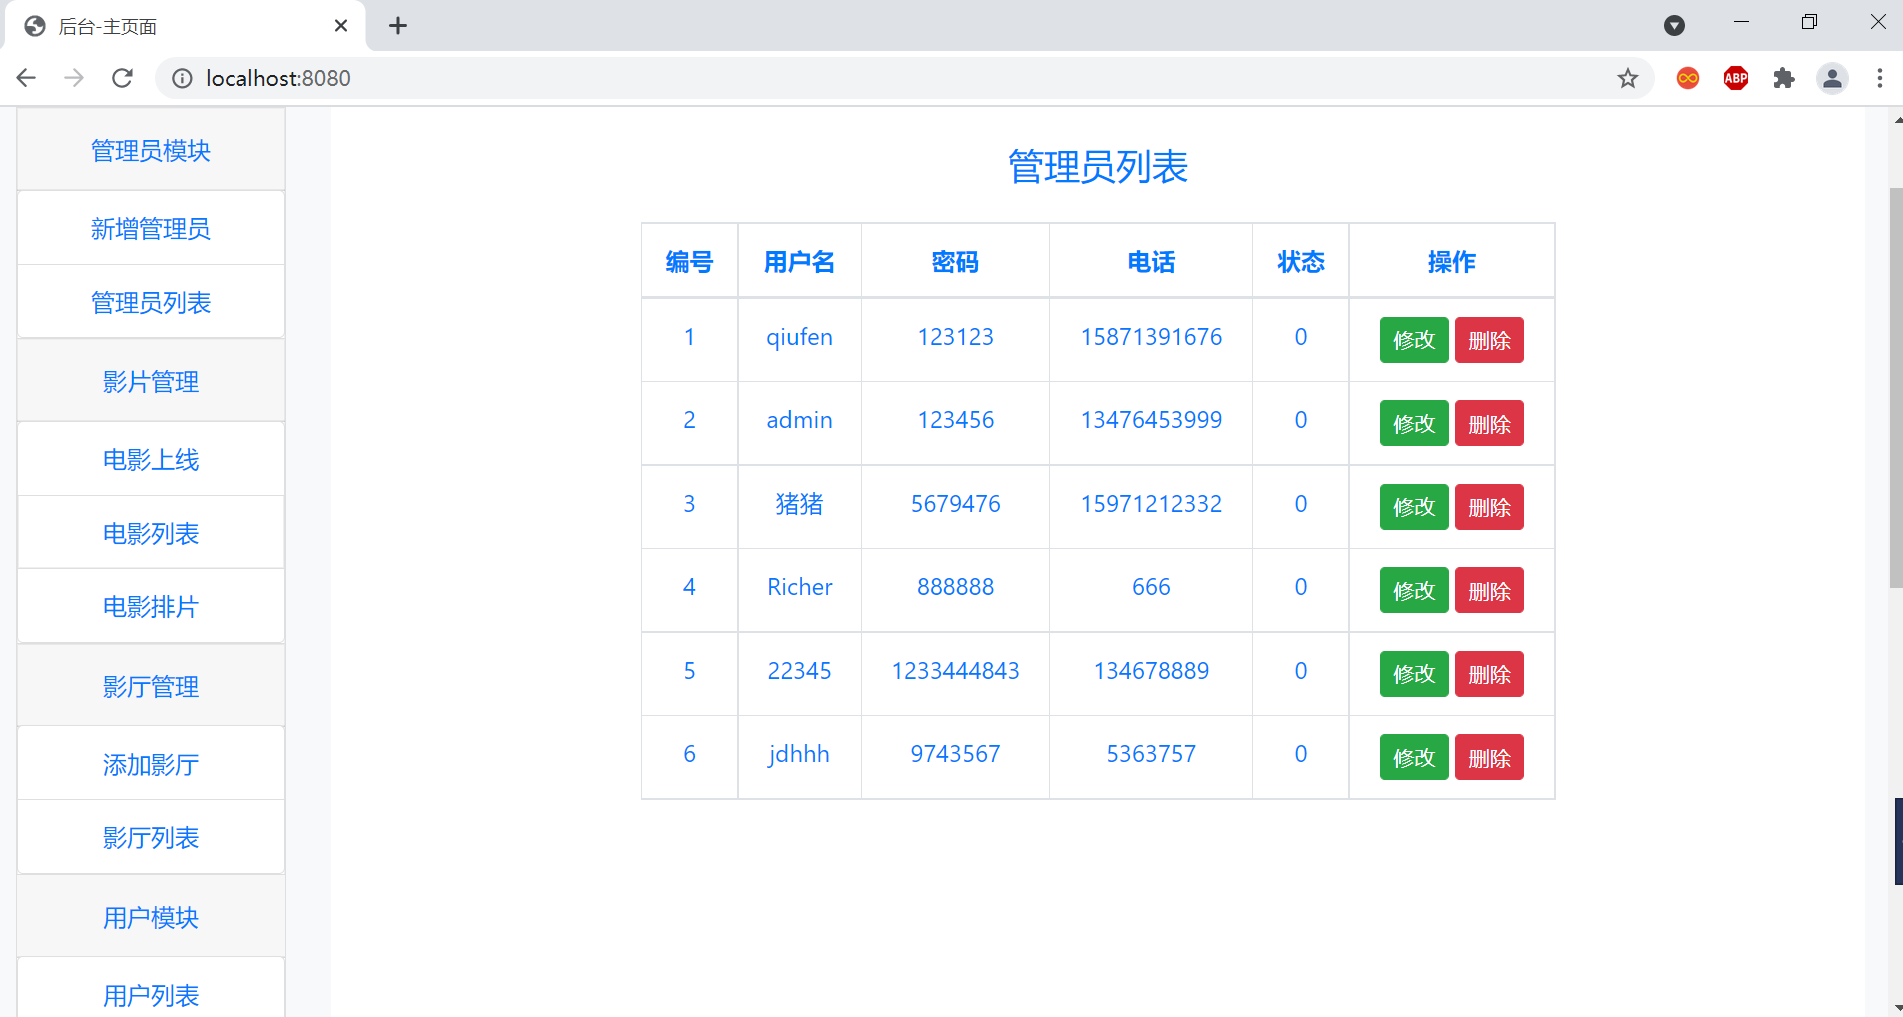 后台-主页面
localhost:8080
ABP
管理员模块
新增管理员
管理员列表
影片管理
电影上线
电影列表
电影排片
影厅管理
添加影厅
影厅列表
用户模块
用户列表
管理员列表
编号 用户名 密码 电话 状态 操作
1 qiufen 123123 15871391676 0 修改 删除
2 admin 123456 13476453999 0 修改 删除
3 猪猪 5679476 15971212332 0 修改 删除
4 Richer 888888 666 0 修改 删除
5 22345 1233444843 134678889 0 修改 删除
6 jdhhh 9743567 5363757 0 修改 删除